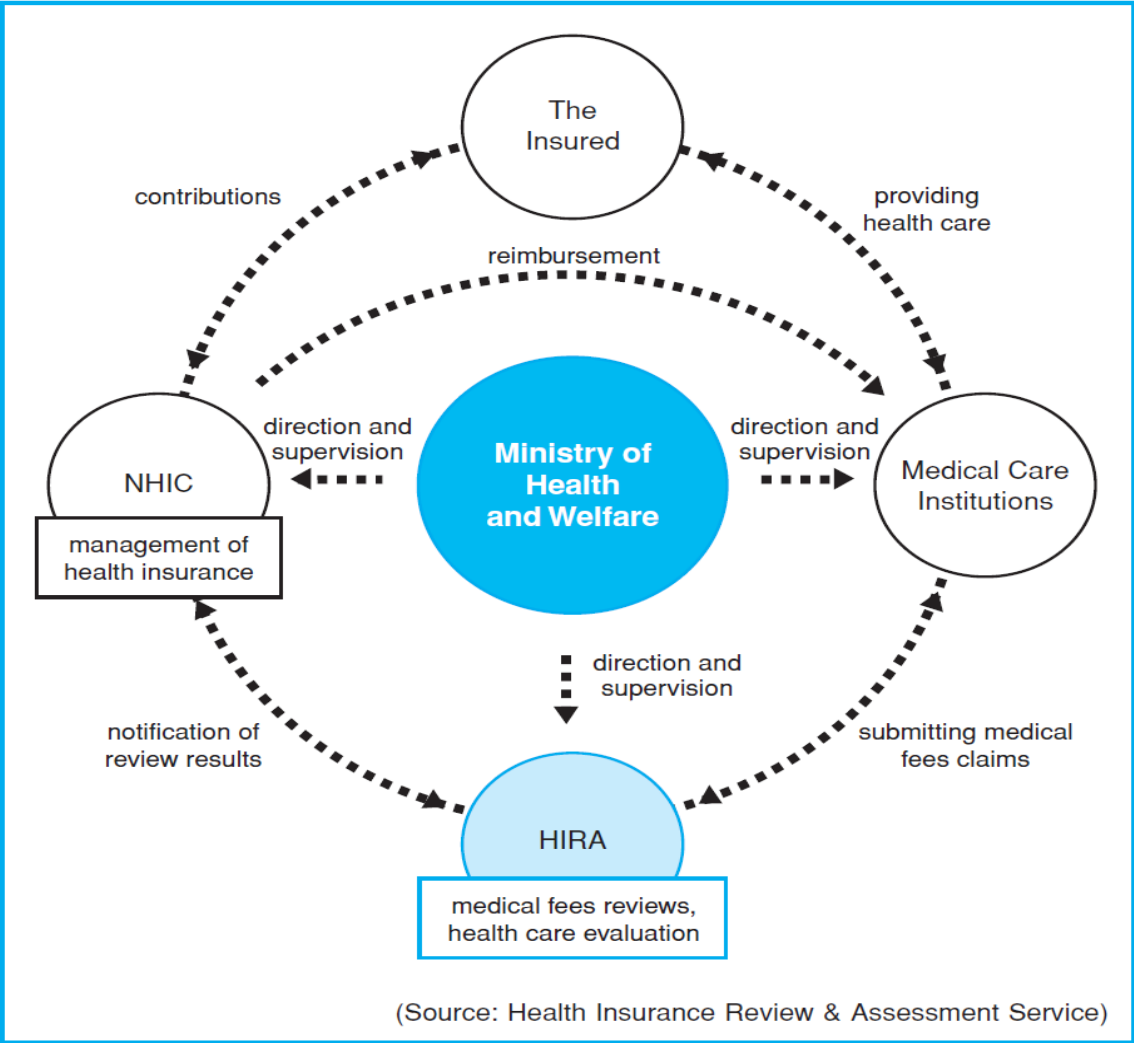 The
Insured
contributions
providing
health care
reimbursement
direction and
supervision
direction and
supervision
Ministry of
Health
and Welfare
NHIC
management of
health insurance
Medical Care
Institutions
direction and
supervision
notification of
review results
submitting medical
fees claims
HIRA
medical fees reviews,
health care evaluation
(Source: Health Insurance Review & Assessment Service)